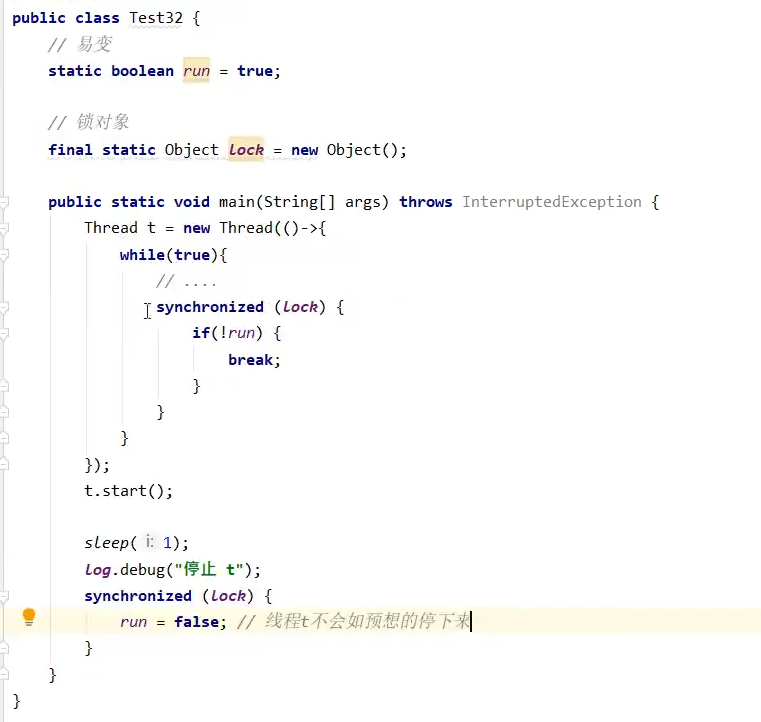 public class Test32 {
// 易变
static boolean run = true;
// 锁对象
final static Object lock = new Object();
public static void main(String[] args) throws InterruptedException {
Thread t = new Thread(()->{
while(true){
// ....
synchronized (lock) {
if(!run) {
break;
}
}
}
});
t.start();
sleep( i: 1);
log.debug("停止 t");
synchronized (lock) {
run = false; // 线程t不会如预想的停下来
}
}
}